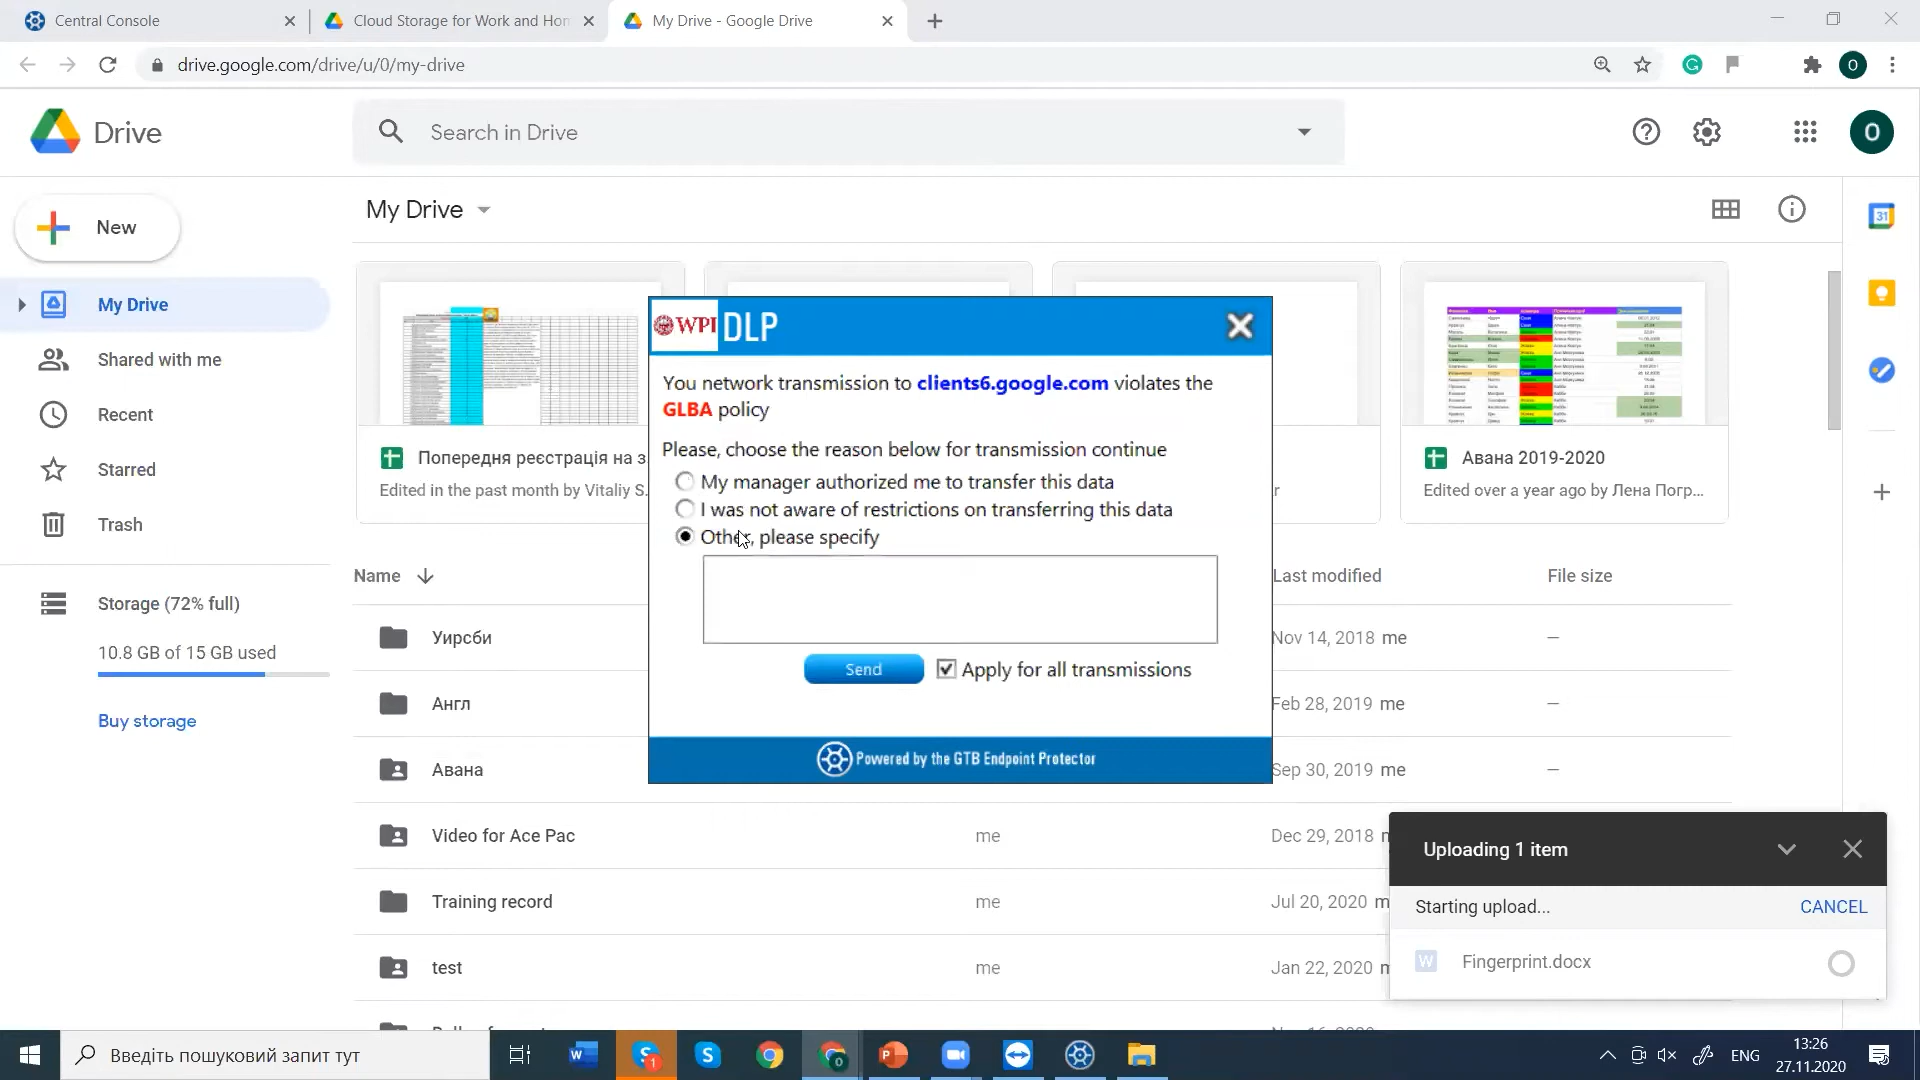 Central Console
Cloud Storage for Work and Hom
My Drive - Google Drive
drive.google.com/drive/u/0/my-drive
O
Drive
Search in Drive
O
New
My Drive
31
My Drive
Shared with me
Recent
Starred
Trash
Storage (72% full)
10.8 GB of 15 GB used
Buy storage
Попередня реєстрація на з
Edited in the past month by Vitaliy S.
r
Авана 2019-2020
Edited over a year ago by Лена Погр...
WPI DLP
You network transmission to clients6.google.com violates the
GLBA policy
Please, choose the reason below for transmission continue
My manager authorized me to transfer this data
I was not aware of restrictions on transferring this data
Other, please specify
Send
Apply for all transmissions
Powered by the GTB Endpoint Protector
Name
Last modified
File size
Уирсби
Nov 14, 2018 me
—
Англ
Feb 28, 2019 me
—
Авана
Sep 30, 2019 me
—
Video for Ace Pac
me
Dec 29, 2018
Training record
me
Jul 20, 2020
test
me
Jan 22, 2020
Uploading 1 item
Starting upload...
CANCEL
Fingerprint.docx
Введіть пошуковий запит тут
1
ENG
13:26
27.11.2020